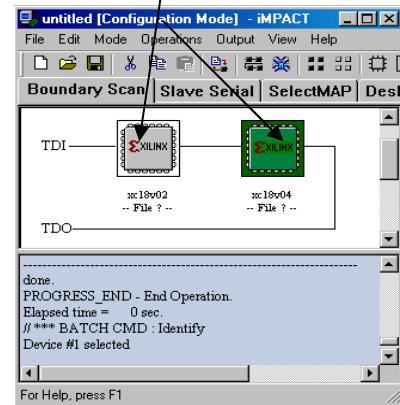 untitled [Configuration Mode] - iMPACT
File Edit Mode Operations Output View Help
Boundary Scan Slave Serial SelectMAP Desl
TDI
XILINX XILINX
xc18v02 xc18v04
-- File ? -- -- File ? --
TDO
done.
PROGRESS_END - End Operation.
Elapsed time = 0 sec.
// *** BATCH CMD : Identify
Device #1 selected
For Help, press F1